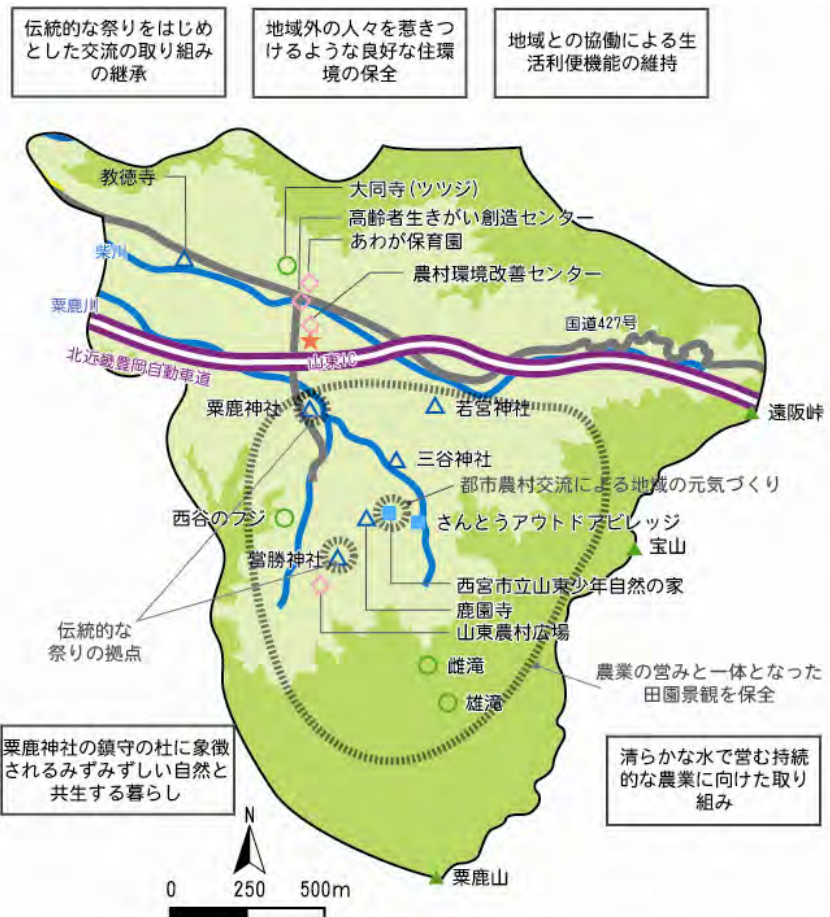 伝統的な祭りをはじめ
とした交流の取り組み
の継承
地域外の人々を惹きつ
けるような良好な住環
境の保全
地域との協働による生
活利便機能の維持
教徳寺
大同寺(ツツジ)
高齢者生きがい創造センター
あわが保育園
農村環境改善センター
柴川
粟鹿川
国道427号
北近畿豊岡自動車道
山東IC
遠阪峠
粟鹿神社
若宮神社
三谷神社
都市農村交流による地域の元気づくり
西谷のフジ
さんとうアウトドアビレッジ
宝山
當勝神社
西宮市立山東少年自然の家
鹿園寺
山東農村広場
伝統的な
祭りの拠点
雌滝
雄滝
農業の営みと一体となった
田園景観を保全
粟鹿神社の鎮守の杜に象徴
されるみずみずしい自然と
共生する暮らし
清らかな水で営む持続
的な農業に向けた取り
組み
粟鹿山
N
0 250 500m